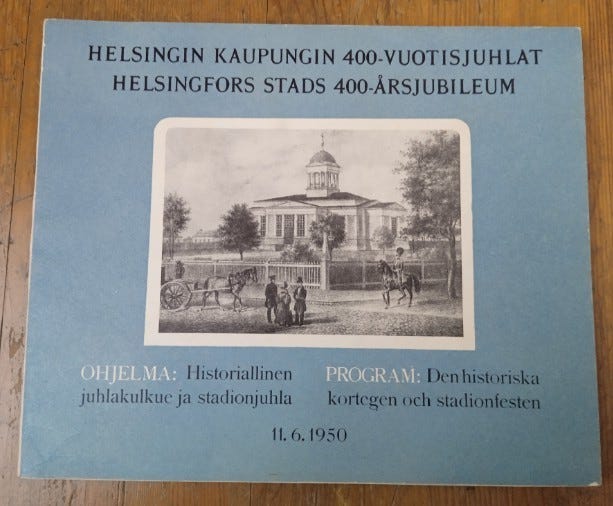 HELSINGIN KAUPUNGIN 400-VUOTISJUHLAT
HELSINGFORS STADS 400-ÅRSJUBILEUM
OHJELMA: Historiallinen
juhlakulkue ja stadionjuhla
PROGRAM: Den historiska
kortegen och stadionfesten
11.6.1950